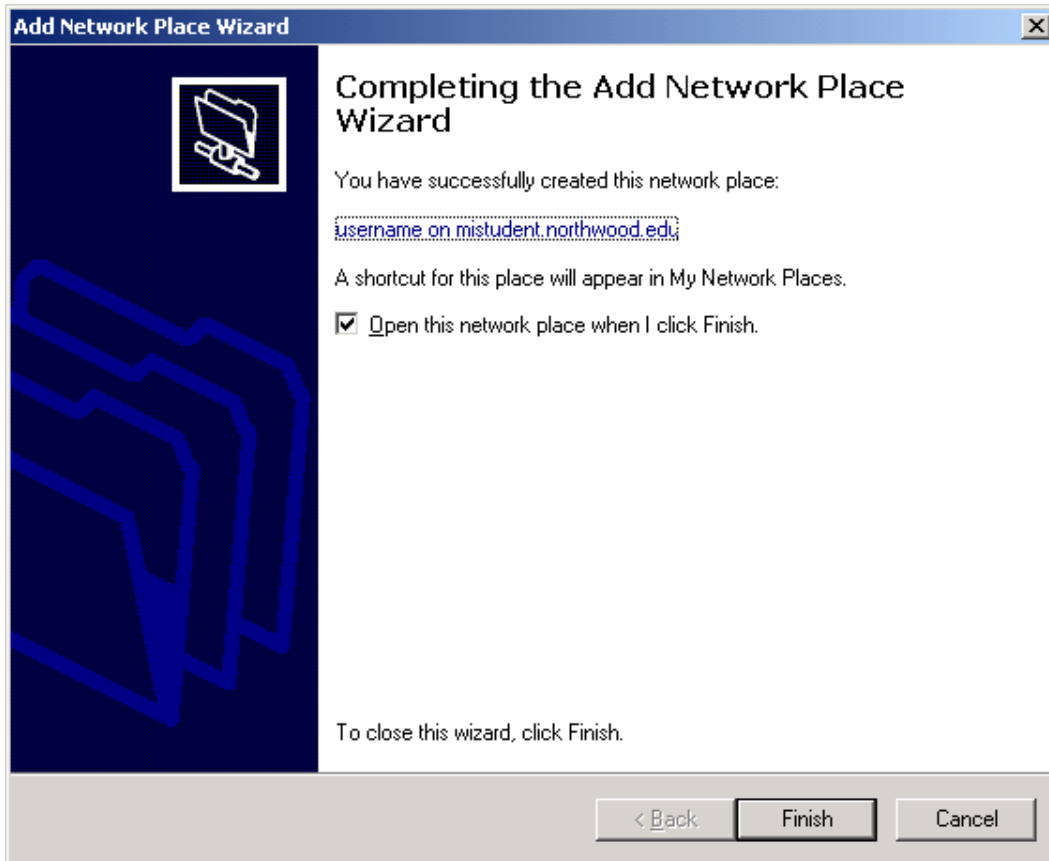 Add Network Place Wizard
Completing the Add Network Place
Wizard
You have successfully created this network place:
username on mistudent.northwood.edu
A shortcut for this place will appear in My Network Places.
Open this network place when I click Finish.
To close this wizard, click Finish.
< Back Finish Cancel